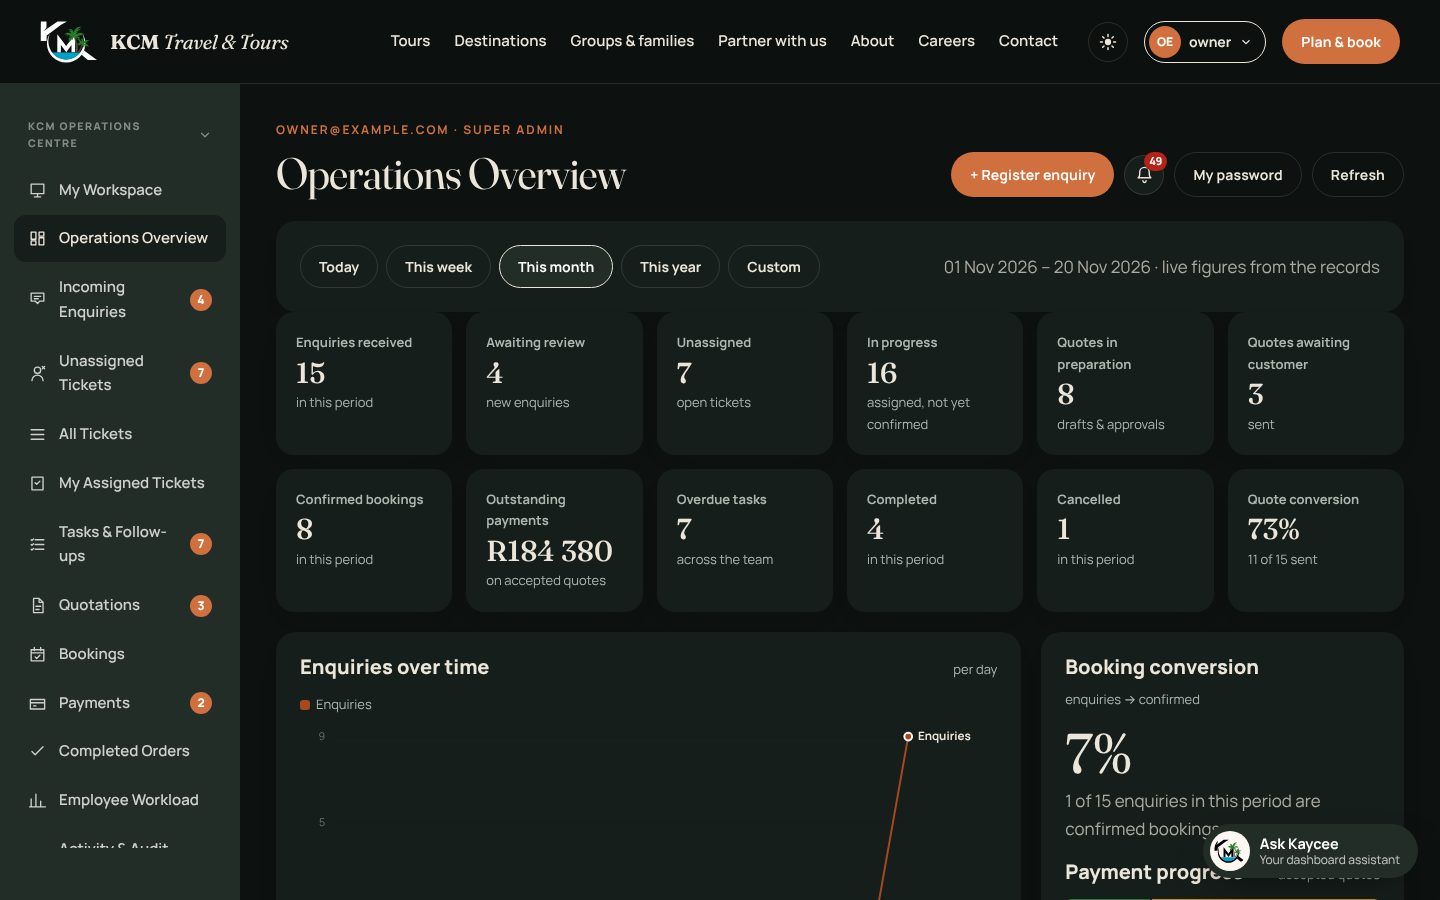 KCM Travel & Tours
Tours
Destinations
Groups & families
Partner with us
About
Careers
Contact
OE
owner
Plan & book
KCM OPERATIONS
CENTRE
My Workspace
Operations Overview
Incoming
Enquiries
4
Unassigned
Tickets
7
All Tickets
My Assigned Tickets
Tasks & Follow-
ups
7
Quotations
3
Bookings
Payments
2
Completed Orders
Employee Workload
Activity & Audit
OWNER@EXAMPLE.COM · SUPER ADMIN
Operations Overview
+ Register enquiry
49
My password
Refresh
Today
This week
This month
This year
Custom
01 Nov 2026 – 20 Nov 2026 · live figures from the records
Enquiries received
15
in this period
Awaiting review
4
new enquiries
Unassigned
7
open tickets
In progress
16
assigned, not yet
confirmed
Quotes in
preparation
8
drafts & approvals
Quotes awaiting
customer
3
sent
Confirmed bookings
8
in this period
Outstanding
payments
R184 380
on accepted quotes
Overdue tasks
7
across the team
Completed
4
in this period
Cancelled
1
in this period
Quote conversion
73%
11 of 15 sent
Enquiries over time
per day
Enquiries
9
Enquiries
5
Booking conversion
enquiries → confirmed
7%
1 of 15 enquiries in this period are
confirmed bookings
Payment progress
accepted quotes
Ask Kaycee
Your dashboard assistant